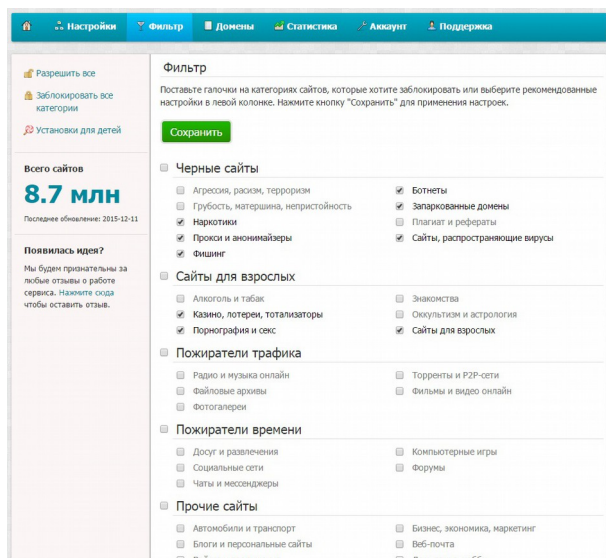 Настройки Фильтр Домены Статистика Аккаунт Поддержка
Разрешить все
Заблокировать все
категории
Установки для детей
Всего сайтов
8.7 млн
Последнее обновление: 2015-12-11
Появилась идея?
Мы будем признательны за
любые отзывы о работе
сервиса. Нажмите сюда
чтобы оставить отзыв.
Фильтр
Поставьте галочки на категориях сайтов, которые хотите заблокировать или выберите рекомендованные
настройки в левой колонке. Нажмите кнопку "Сохранить" для применения настроек.
Сохранить
Черные сайты
Агрессия, расизм, терроризм Ботнеты
Грубость, матершина, непристойность Запаркованные домены
Наркотики Плагиат и рефераты
Прокси и анонимайзеры Сайты, распространяющие вирусы
Фишинг
Сайты для взрослых
Алкоголь и табак Знакомства
Казино, лотереи, тотализаторы Оккультизм и астрология
Порнография и секс Сайты для взрослых
Пожиратели трафика
Радио и музыка онлайн Торренты и P2P-сети
Файловые архивы Фильмы и видео онлайн
Фотогалереи
Пожиратели времени
Досуг и развлечения Компьютерные игры
Социальные сети Форумы
Чаты и мессенджеры
Прочие сайты
Автомобили и транспорт Бизнес, экономика, маркетинг
Блоги и персональные сайты Веб-почта